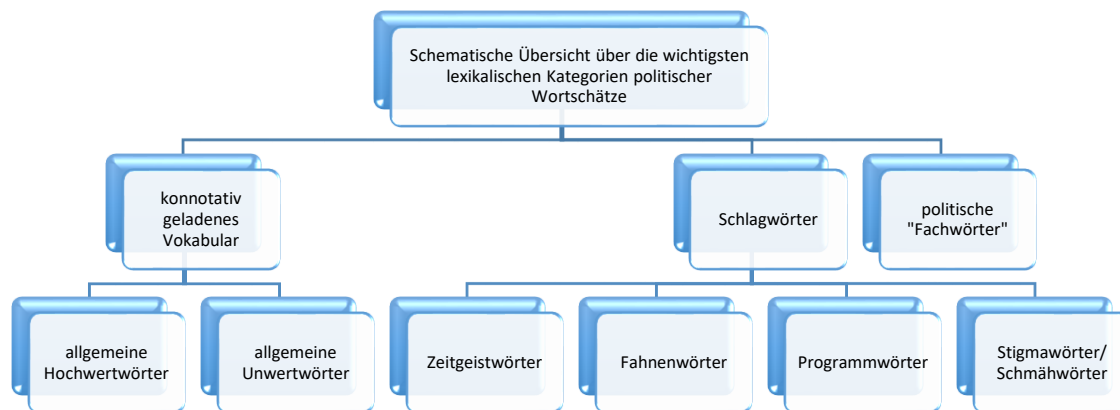 Schematische Übersicht über die wichtigsten
lexikalischen Kategorien politischer
Wortschätze
konnotativ
geladenes
Vokabular
Schlagwörter
politische
"Fachwörter"
allgemeine
Hochwertwörter
allgemeine
Unwertwörter
Zeitgeistwörter
Fahnenwörter
Programmwörter
Stigmawörter/
Schmähwörter